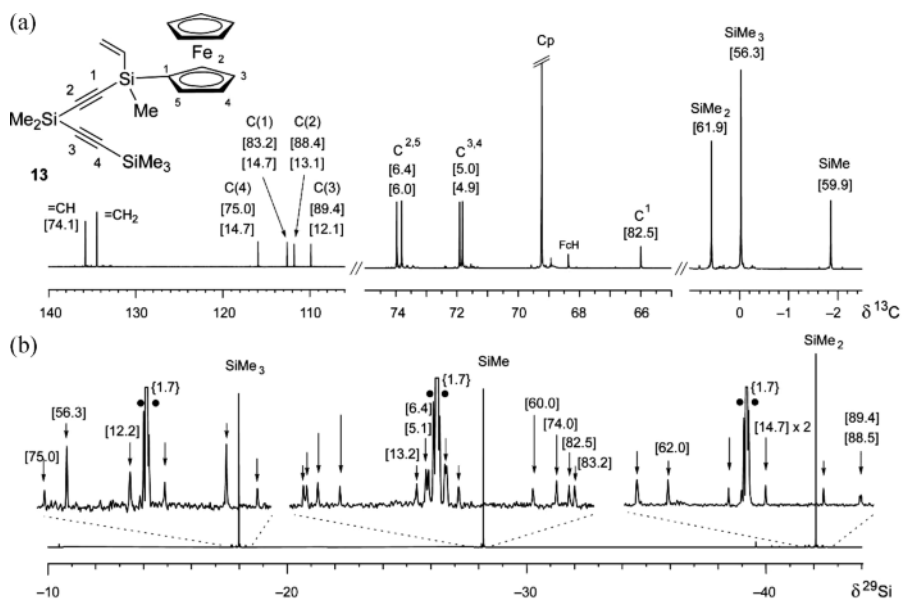 (a)
1
2
Si
Me
Me₂Si
3
4
SiMe₃
13
Fe
2
1
3
5
4
=CH
[74.1]
=CH₂
C(4)
[75.0]
[14.7]
C(1)
[83.2]
[14.7]
C(2)
[88.4]
[13.1]
C(3)
[89.4]
[12.1]
C²,⁵
[6.4]
[6.0]
C³,⁴
[5.0]
[4.9]
Cp
FcH
C¹
[82.5]
SiMe₂
[61.9]
SiMe₃
[56.3]
SiMe
[59.9]
140 130 120 110 74 72 70 68 66 0 −1 −2 δ ¹³C
(b)
SiMe₃
[75.0]
[56.3]
[12.2]
{1.7}
SiMe
[13.2]
[6.4]
[5.1]
{1.7}
[60.0]
[74.0]
[82.5]
[83.2]
SiMe₂
[62.0]
{1.7}
[14.7] x 2
[89.4]
[88.5]
−10 −20 −30 −40 δ ²⁹Si